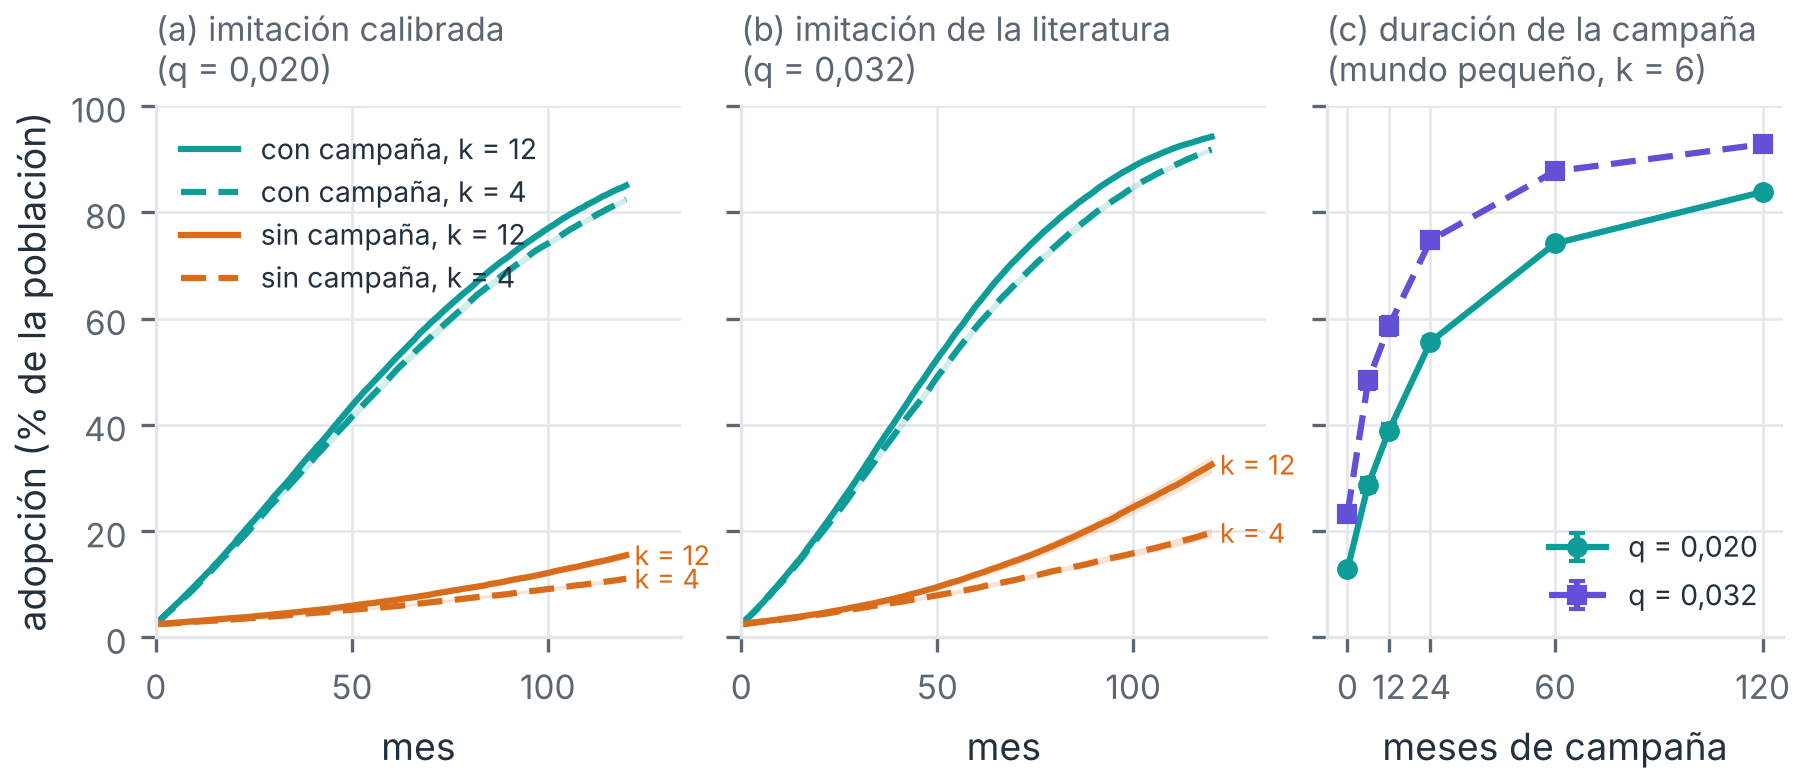 (a) imitación calibrada
(q = 0,020)
(b) imitación de la literatura
(q = 0,032)
(c) duración de la campaña
(mundo pequeño, k = 6)
adopción (% de la población)
100
80
60
40
20
0
con campaña, k = 12
con campaña, k = 4
sin campaña, k = 12
sin campaña, k = 4
k = 12
k = 4
0
50
100
mes
k = 12
k = 4
0
50
100
mes
q = 0,020
q = 0,032
0
12
24
60
120
meses de campaña